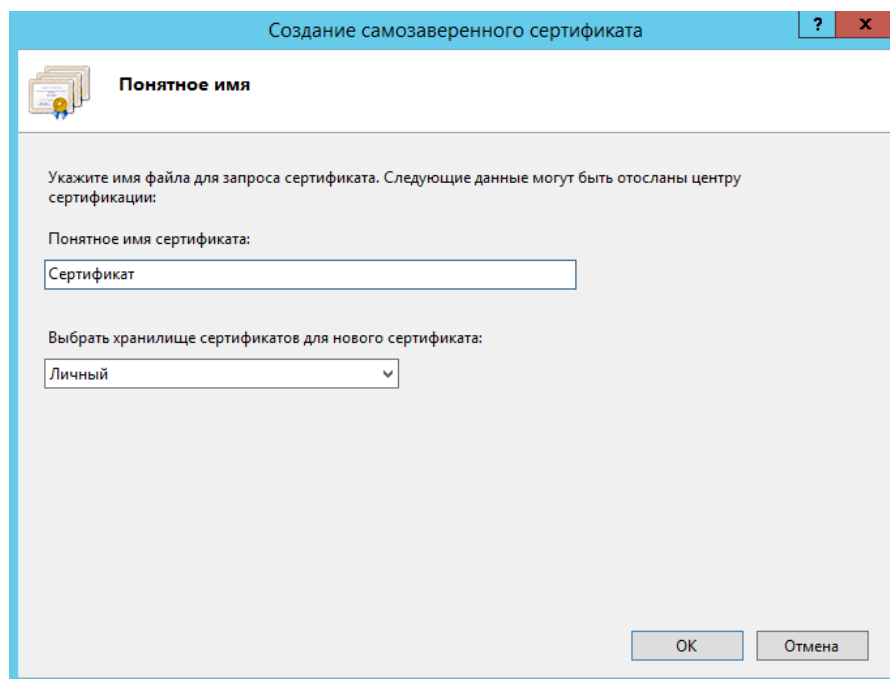 Создание самозаверенного сертификата
? x
Понятное имя
Укажите имя файла для запроса сертификата. Следующие данные могут быть отосланы центру
сертификации:
Понятное имя сертификата:
Сертификат
Выбрать хранилище сертификатов для нового сертификата:
Личный
ОК Отмена